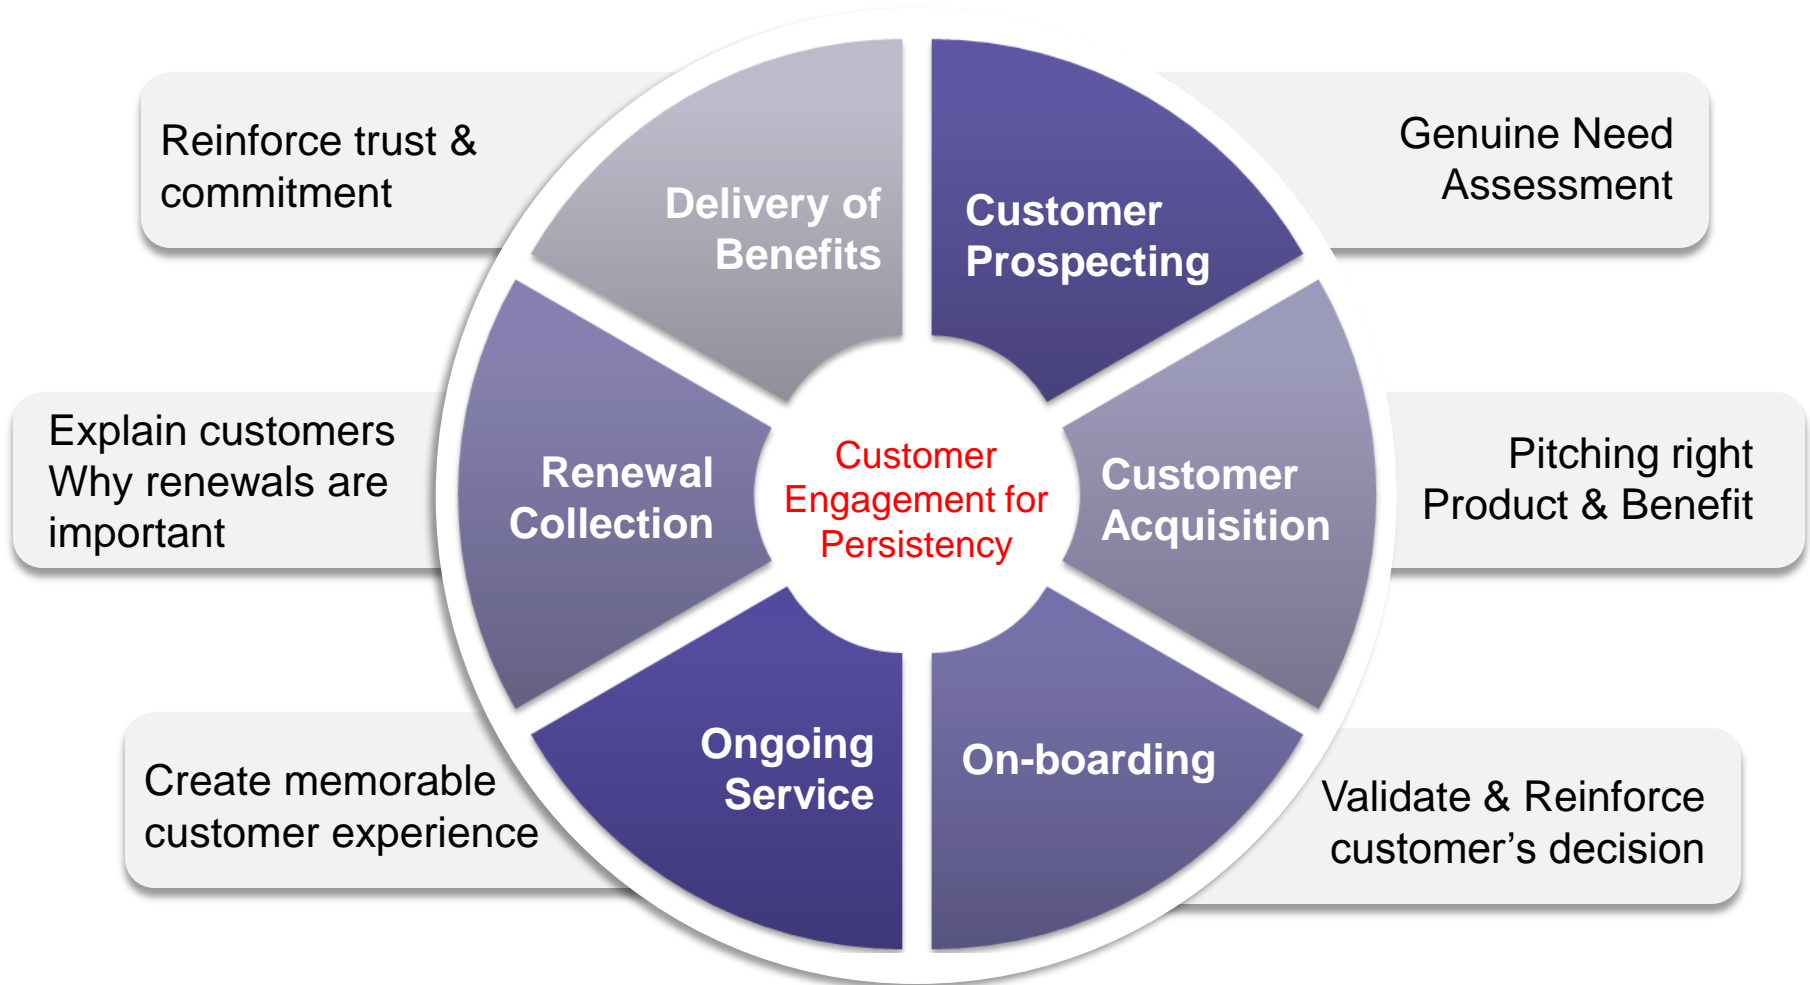 Reinforce trust &
commitment
Delivery of
Benefits
Customer
Prospecting
Genuine Need
Assessment
Explain customers
Why renewals are
important
Renewal
Collection
Customer
Engagement for
Persistency
Customer
Acquisition
Pitching right
Product & Benefit
Create memorable
customer experience
Ongoing
Service
On-boarding
Validate & Reinforce
customer’s decision